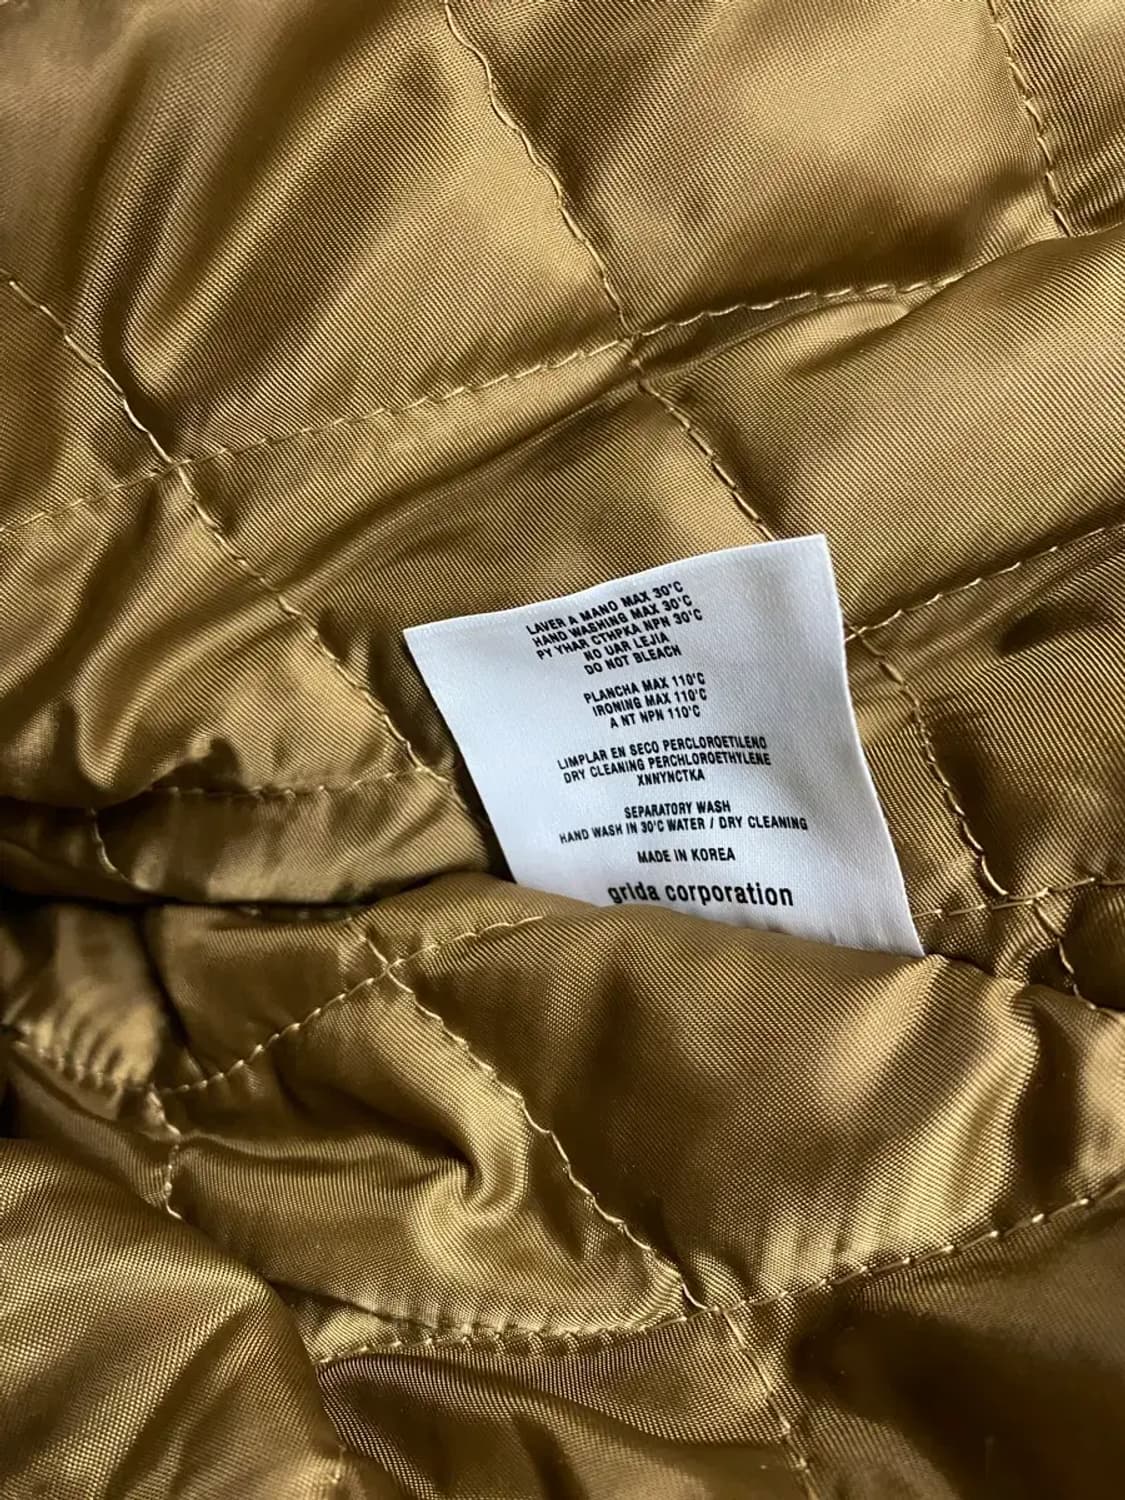 LAVER A MANO MAX 30'C
HAND WASHING MAX 30'C
PY YHAR CTHPKA NPN 30'C
NO UAR LEJIA
DO NOT BLEACH
PLANCHA MAX 110'C
IRONING MAX 110'C
A NT NPN 110'C
LIMPLAR EN SECO PERCLOROETILENO
DRY CLEANING PERCHLOROETHYLENE
XNNYNCTKA
SEPARATORY WASH
HAND WASH IN 30'C WATER / DRY CLEANING
MADE IN KOREA
grida corporation